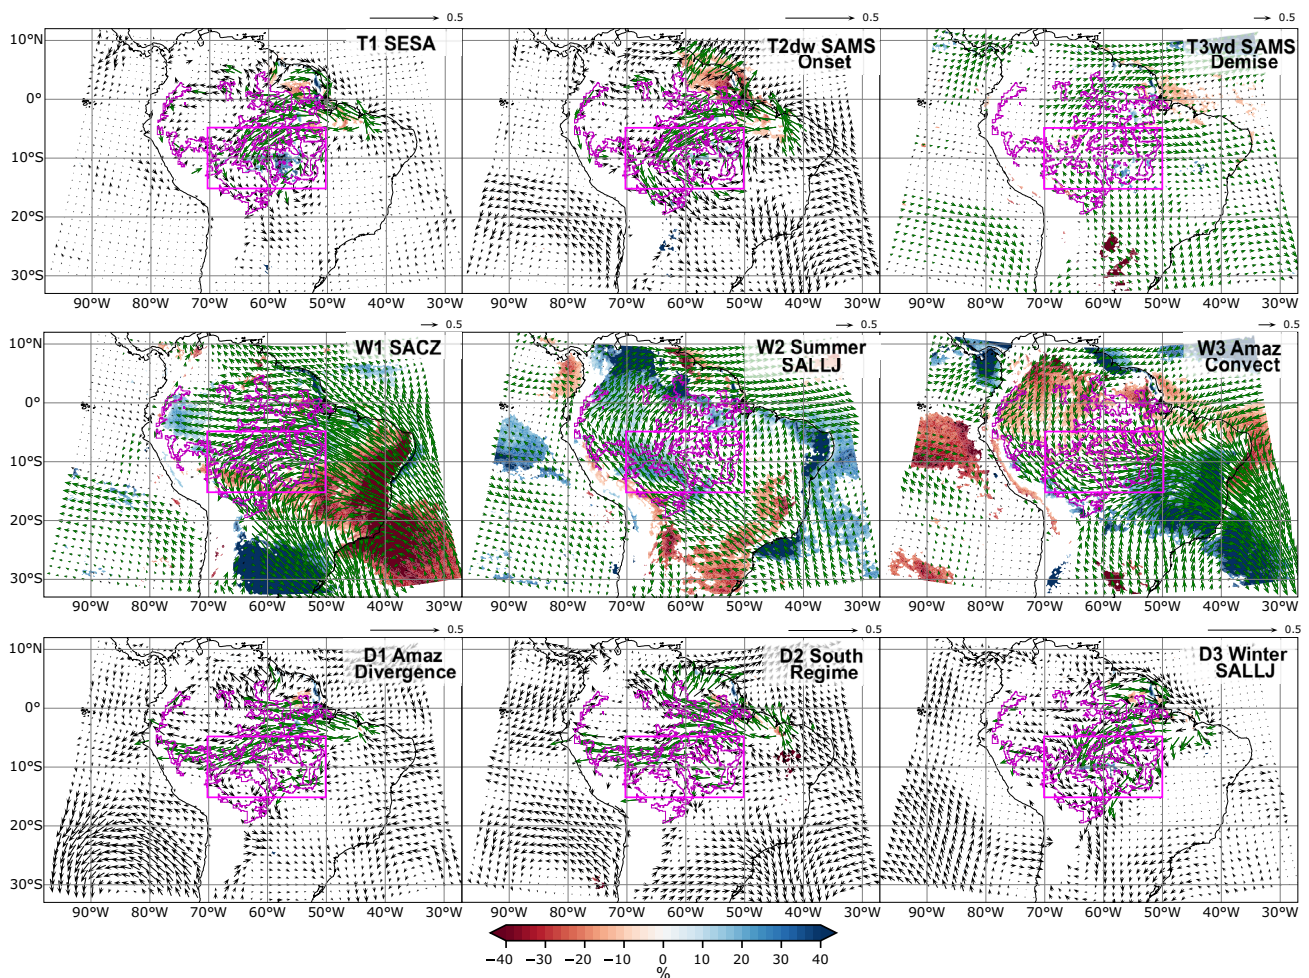 0.5 0.5 0.5
T1 SESA
T2dw SAMS
Onset
T3wd SAMS
Demise
10°N
0°
10°S
20°S
30°S
90°W 80°W 70°W 60°W 50°W 40°W 30°W 90°W 80°W 70°W 60°W 50°W 40°W 30°W 90°W 80°W 70°W 60°W 50°W 40°W 30°W
0.5 0.5 0.5
W1 SACZ
W2 Summer
SALLJ
W3 Amaz
Convect
10°N
0°
10°S
20°S
30°S
90°W 80°W 70°W 60°W 50°W 40°W 30°W 90°W 80°W 70°W 60°W 50°W 40°W 30°W 90°W 80°W 70°W 60°W 50°W 40°W 30°W
0.5 0.5 0.5
D1 Amaz
Divergence
D2 South
Regime
D3 Winter
SALLJ
10°N
0°
10°S
20°S
30°S
90°W 80°W 70°W 60°W 50°W 40°W 30°W 90°W 80°W 70°W 60°W 50°W 40°W 30°W 90°W 80°W 70°W 60°W 50°W 40°W 30°W
−40 −30 −20 −10 0 10 20 30 40
%